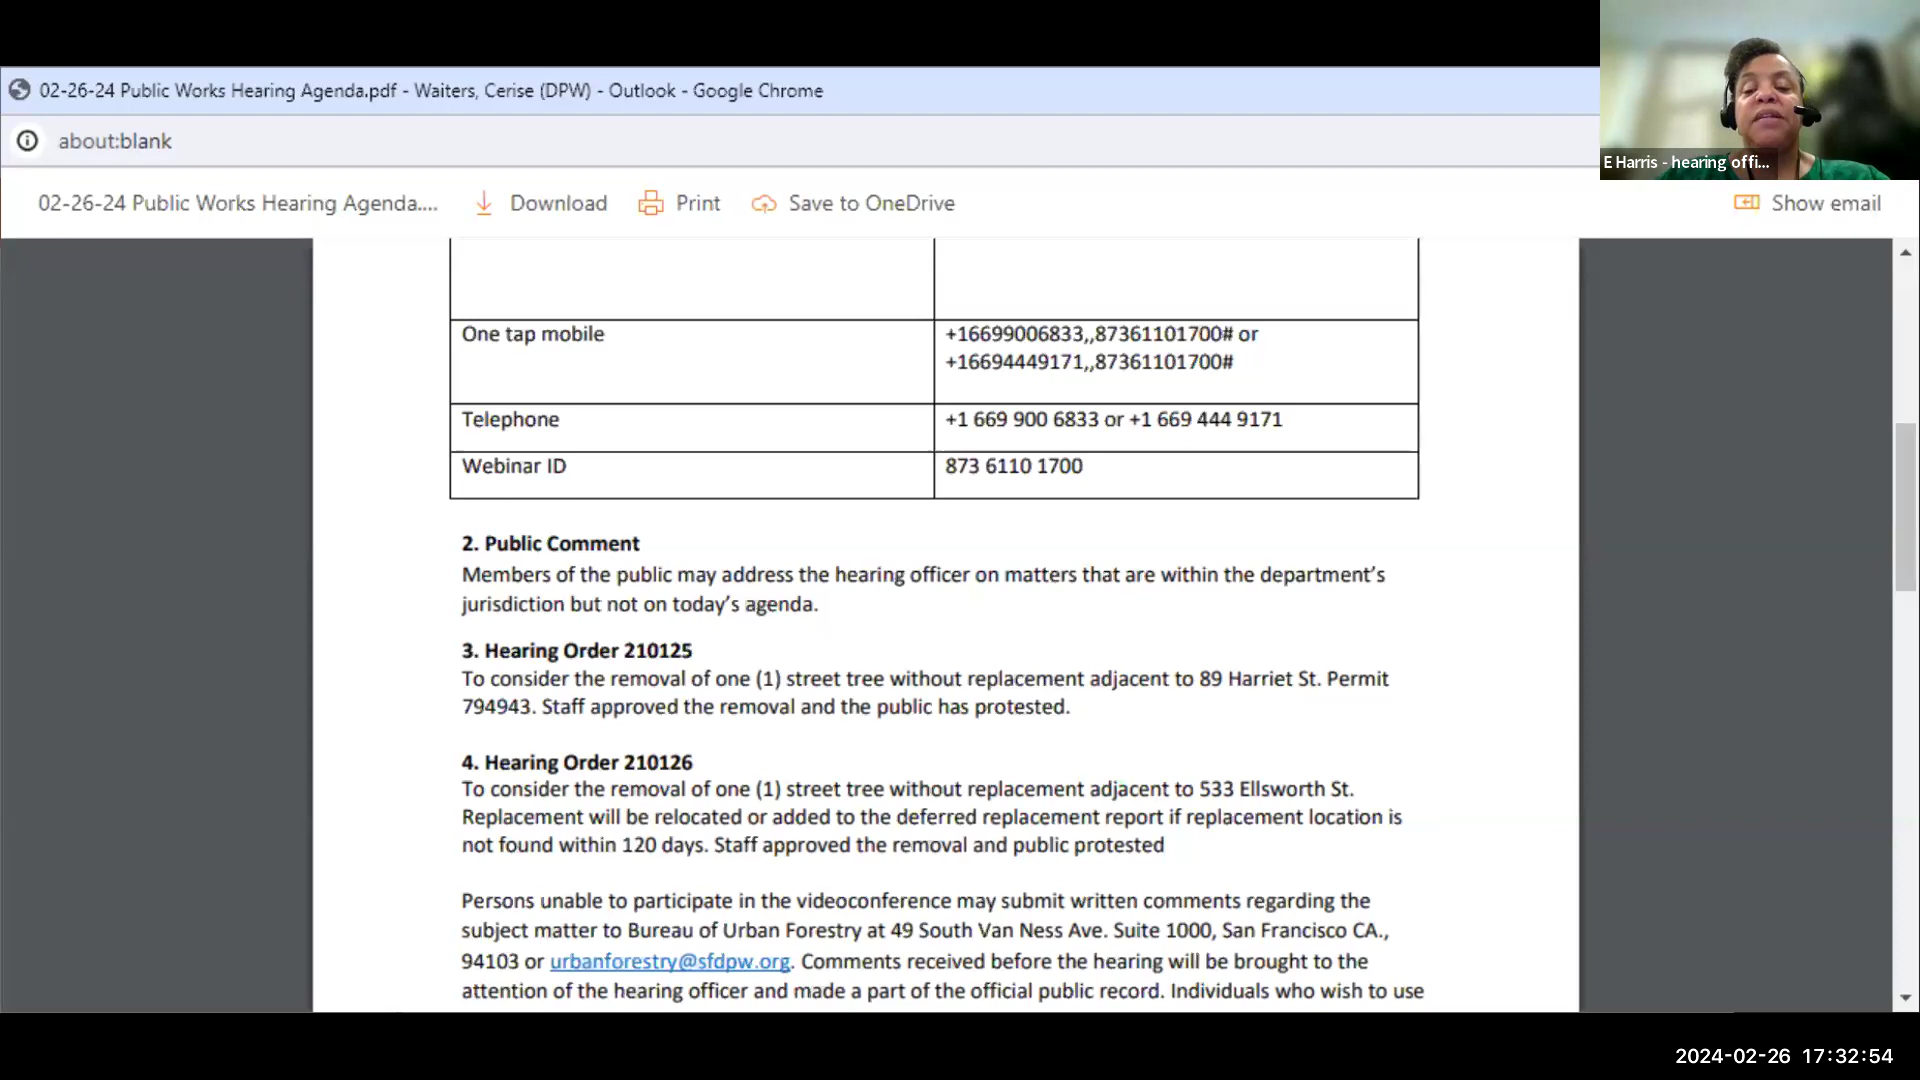 02-26-24 Public Works Hearing Agenda.pdf - Waiters, Cerise (DPW) - Outlook - Google Chrome
about:blank
E Harris - hearing offi...
02-26-24 Public Works Hearing Agenda.... Download Print Save to OneDrive Show email
One tap mobile +16699006833,,87361101700# or
+16694449171,,87361101700#
Telephone +1 669 900 6833 or +1 669 444 9171
Webinar ID 873 6110 1700
2. Public Comment
Members of the public may address the hearing officer on matters that are within the department’s
jurisdiction but not on today’s agenda.
3. Hearing Order 210125
To consider the removal of one (1) street tree without replacement adjacent to 89 Harriet St. Permit
794943. Staff approved the removal and the public has protested.
4. Hearing Order 210126
To consider the removal of one (1) street tree without replacement adjacent to 533 Ellsworth St.
Replacement will be relocated or added to the deferred replacement report if replacement location is
not found within 120 days. Staff approved the removal and public protested
Persons unable to participate in the videoconference may submit written comments regarding the
subject matter to Bureau of Urban Forestry at 49 South Van Ness Ave. Suite 1000, San Francisco CA.,
94103 or urbanforestry@sfdpw.org. Comments received before the hearing will be brought to the
attention of the hearing officer and made a part of the official public record. Individuals who wish to use
2024-02-26 17:32:54